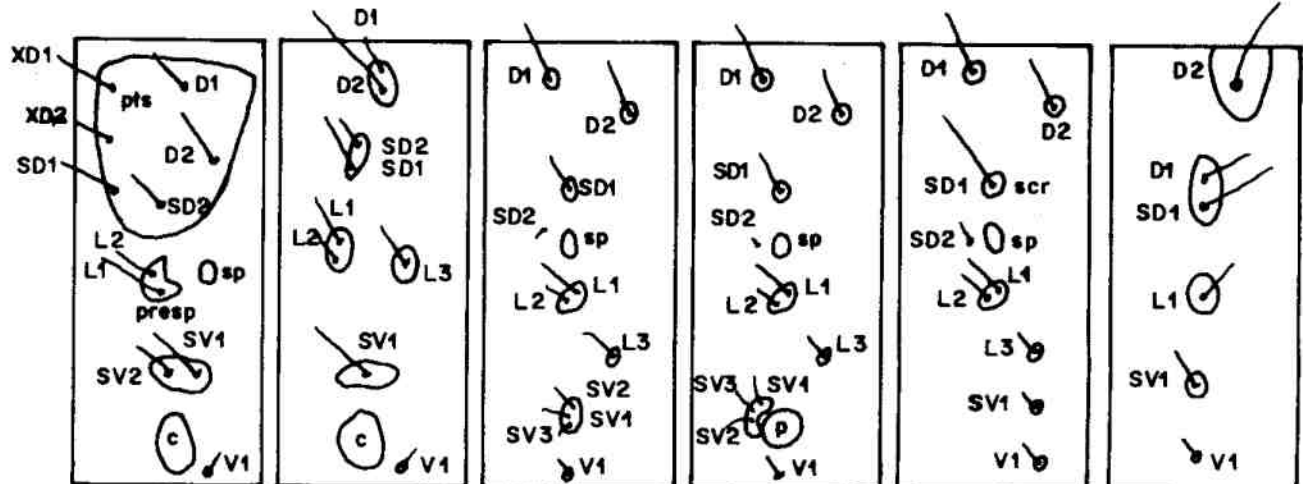 XD1
pts
D1
XD2
D2
SD1
SD2
L2
L1
sp
presp
SV1
SV2
c
V1
D1
D2
SD2
SD1
L1
L2
L3
SV1
c
V1
D1
D2
SD1
SD2
sp
L1
L2
L3
SV2
SV1
SV3
V1
D1
D2
SD1
SD2
sp
L1
L2
L3
SV3
SV1
p
SV2
V1
D1
D2
SD1
scr
SD2
sp
L1
L2
L3
SV1
V1
D2
D1
SD1
L1
SV1
V1